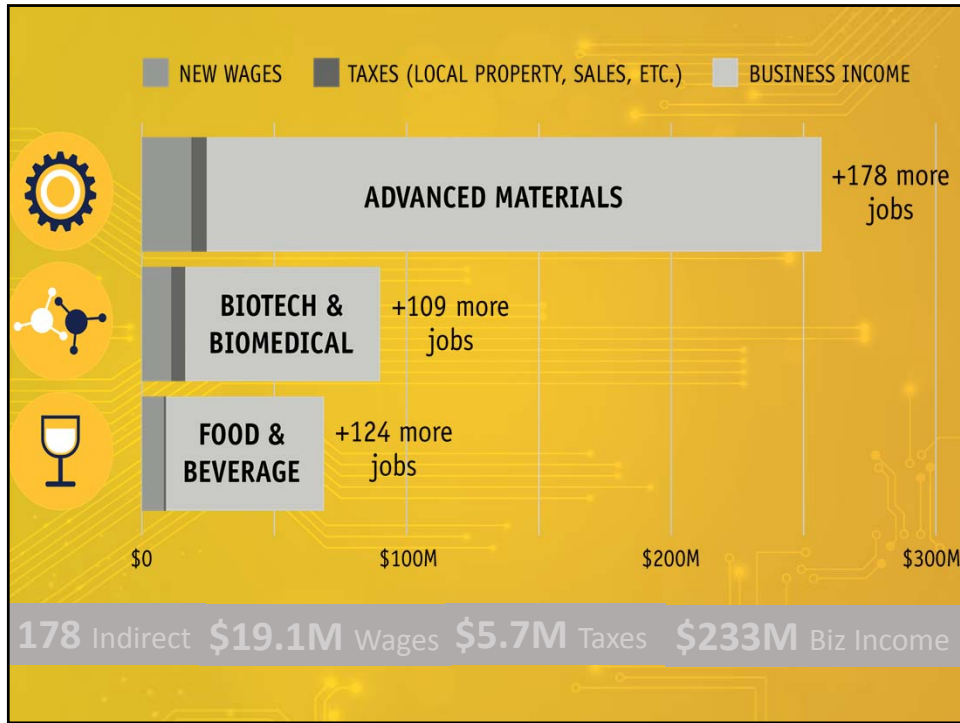 NEW WAGES TAXES (LOCAL PROPERTY, SALES, ETC.) BUSINESS INCOME
ADVANCED MATERIALS
+178 more
jobs
BIOTECH &
BIOMEDICAL
+109 more
jobs
FOOD &
BEVERAGE
+124 more
jobs
$0 $100M $200M $300M
178 Indirect $19.1M Wages $5.7M Taxes $233M Biz Income